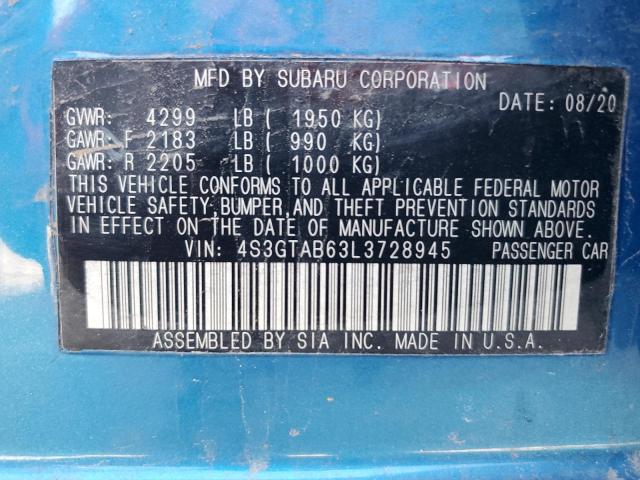 MFD BY SUBARU CORPORATION
DATE: 08/20
GVWR: 4299 LB ( 1950 KG)
GAWR: F 2183 LB ( 990 KG)
GAWR: R 2205 LB ( 1000 KG)
THIS VEHICLE CONFORMS TO ALL APPLICABLE FEDERAL MOTOR
VEHICLE SAFETY,BUMPER,AND THEFT PREVENTION STANDARDS
IN EFFECT ON THE DATE OF MANUFACTURE SHOWN ABOVE.
VIN: 4S3GTAB63L3728945 PASSENGER CAR
ASSEMBLED BY SIA INC. MADE IN U.S.A.